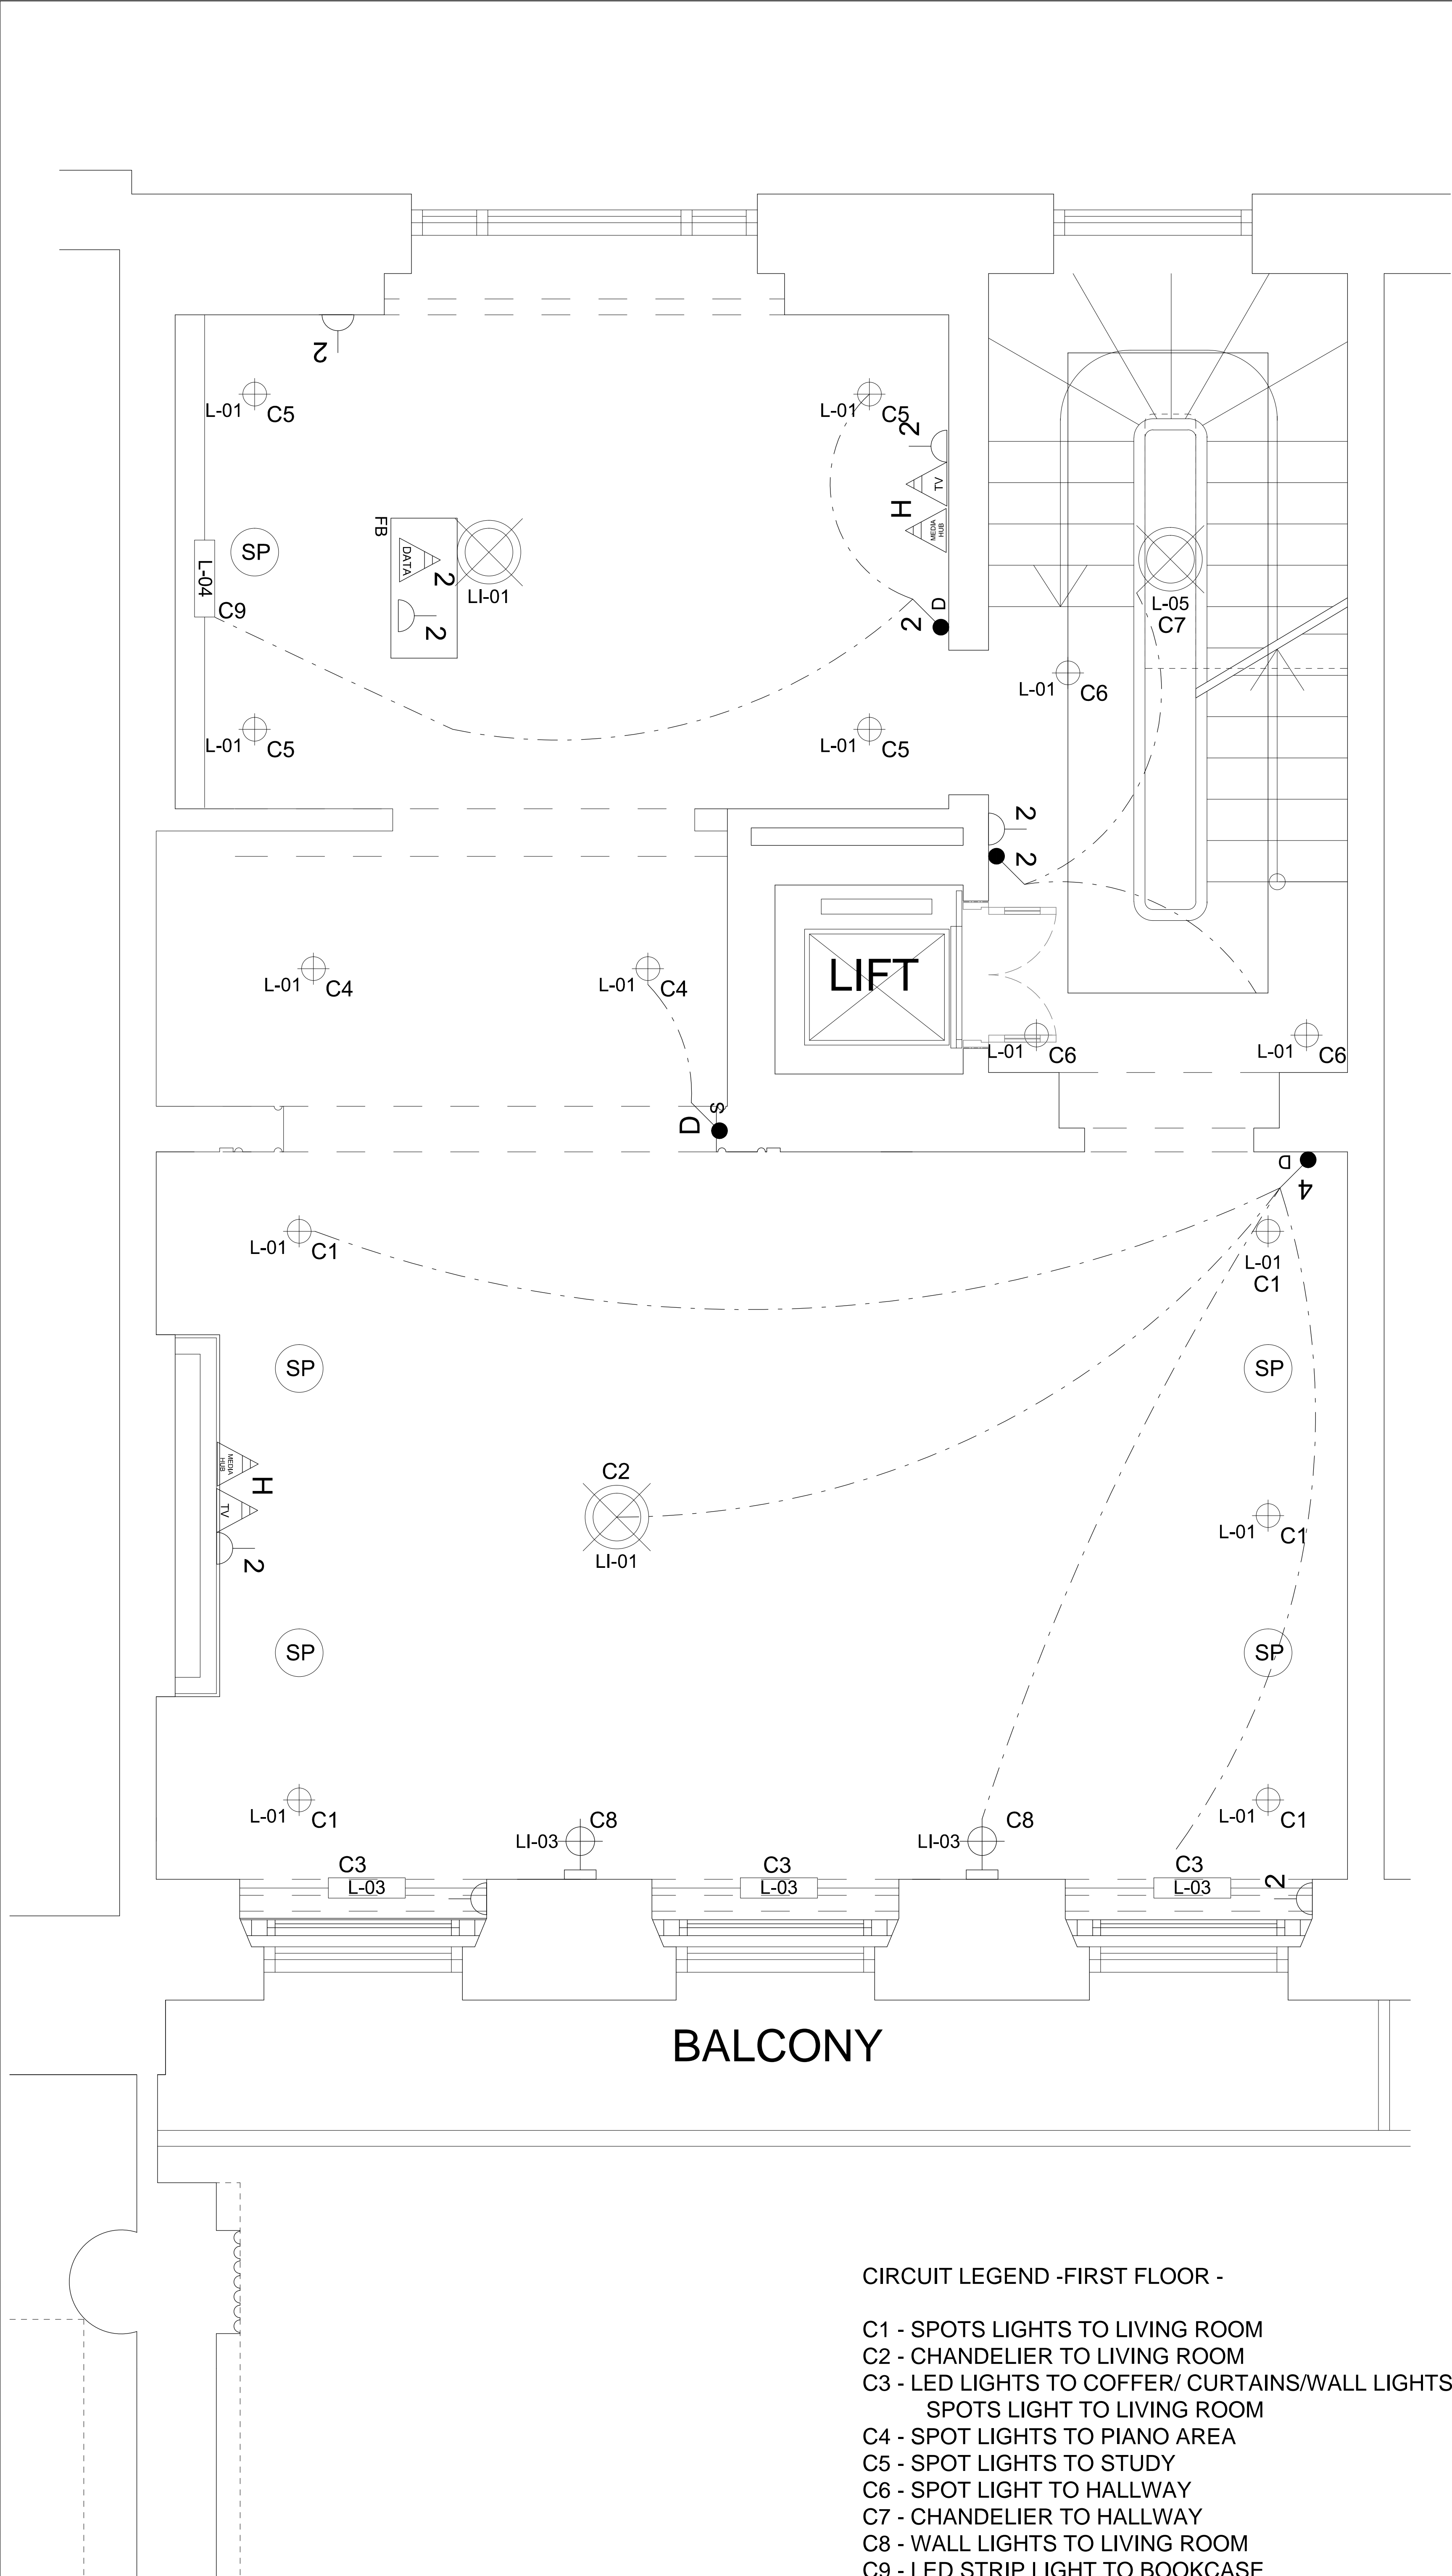 2
L-01 C5
L-01 C5
2
TV
H
MEDIA
HUB
FB
DATA
2
SP
L-04
C9
2
LI-01
D
2
L-05
C7
L-01 C6
L-01 C5
L-01 C5
2
2
L-01 C4
L-01 C4
LIFT
L-01 C6
L-01 C6
S
D
D
4
L-01 C1
L-01
C1
SP
SP
MEDIA
HUB
H
TV
2
C2
LI-01
L-01 C1
SP
SP
L-01 C1
L-01 C1
LI-03 C8
LI-03 C8
C3
L-03
C3
L-03
C3
L-03
2
BALCONY
CIRCUIT LEGEND -FIRST FLOOR -
C1 - SPOTS LIGHTS TO LIVING ROOM
C2 - CHANDELIER TO LIVING ROOM
C3 - LED LIGHTS TO COFFER/ CURTAINS/WALL LIGHTS
SPOTS LIGHT TO LIVING ROOM
C4 - SPOT LIGHTS TO PIANO AREA
C5 - SPOT LIGHTS TO STUDY
C6 - SPOT LIGHT TO HALLWAY
C7 - CHANDELIER TO HALLWAY
C8 - WALL LIGHTS TO LIVING ROOM
C9 - LED STRIP LIGHT TO BOOKCASE